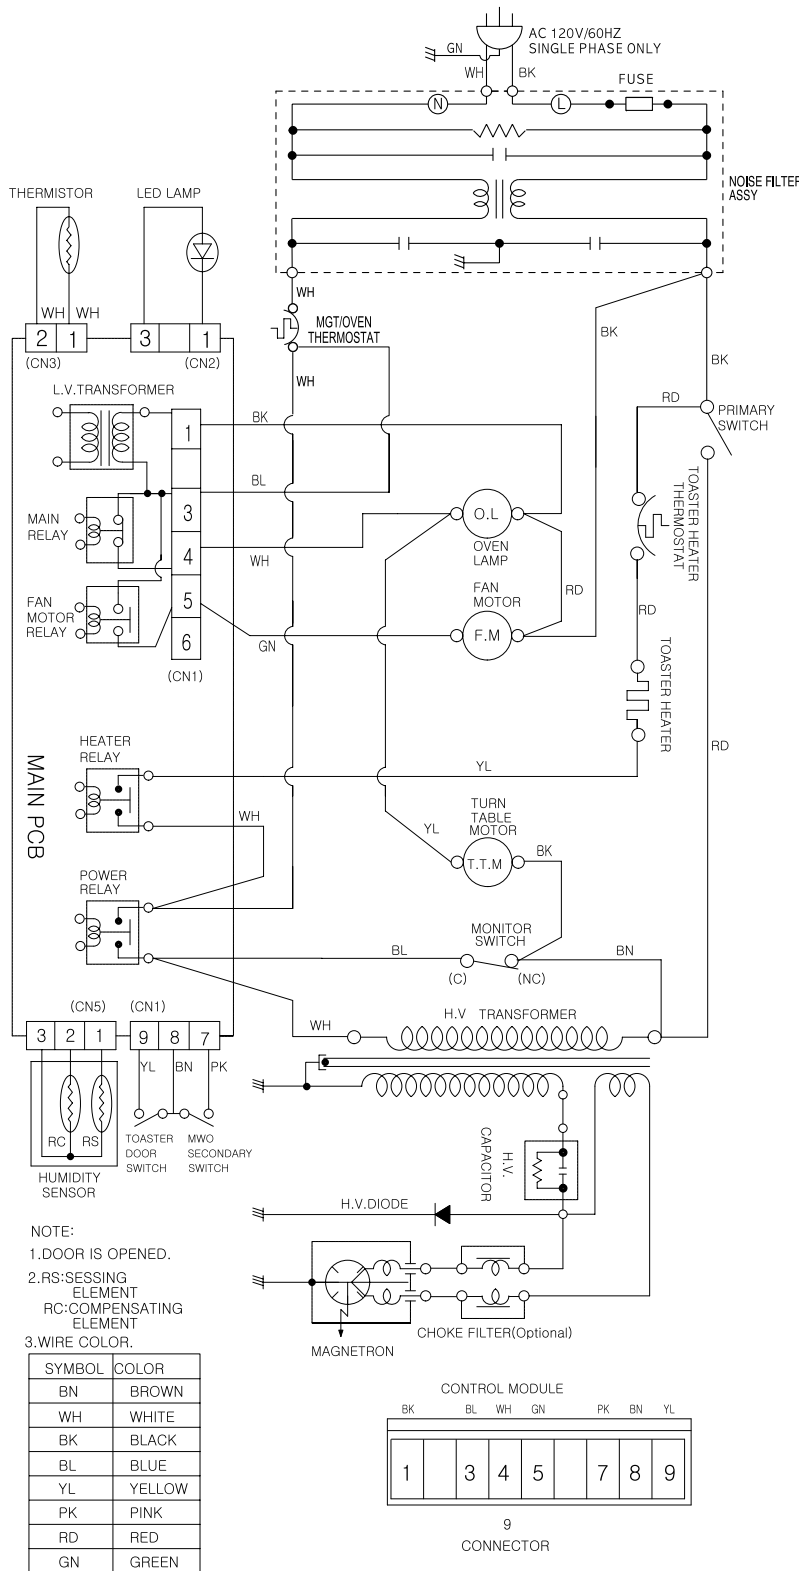 AC 120V/60HZ
SINGLE PHASE ONLY
GN
WH
BK
FUSE
N
L
NOISE FILTER
ASSY
THERMISTOR
LED LAMP
WH
WH
WH
2
1
3
1
(CN3)
(CN2)
MGT/OVEN
THERMOSTAT
WH
BK
BK
L.V.TRANSFORMER
RD
PRIMARY
SWITCH
BK
1
BL
3
MAIN
RELAY
O.L
OVEN
LAMP
TOASTER HEATER
THERMOSTAT
4
WH
FAN
MOTOR
RELAY
5
FAN
MOTOR
F.M
RD
RD
6
GN
(CN1)
TOASTER HEATER
RD
HEATER
RELAY
YL
MAIN PCB
WH
YL
TURN
TABLE
MOTOR
T.T.M
BK
POWER
RELAY
MONITOR
SWITCH
BL
BN
(C)
(NC)
(CN5)
(CN1)
H.V TRANSFORMER
WH
3
2
1
9
8
7
YL
BN
PK
RC
RS
TOASTER
DOOR
SWITCH
MWO
SECONDARY
SWITCH
HUMIDITY
SENSOR
H.V.
CAPACITOR
H.V.DIODE
NOTE:
1.DOOR IS OPENED.
2.RS:SESSING
ELEMENT
RC:COMPENSATING
ELEMENT
3.WIRE COLOR.
MAGNETRON
CHOKE FILTER(Optional)
SYMBOL COLOR
BN BROWN
WH WHITE
BK BLACK
BL BLUE
YL YELLOW
PK PINK
RD RED
GN GREEN
CONTROL MODULE
BK BL WH GN PK BN YL
1 3 4 5 7 8 9
9
CONNECTOR